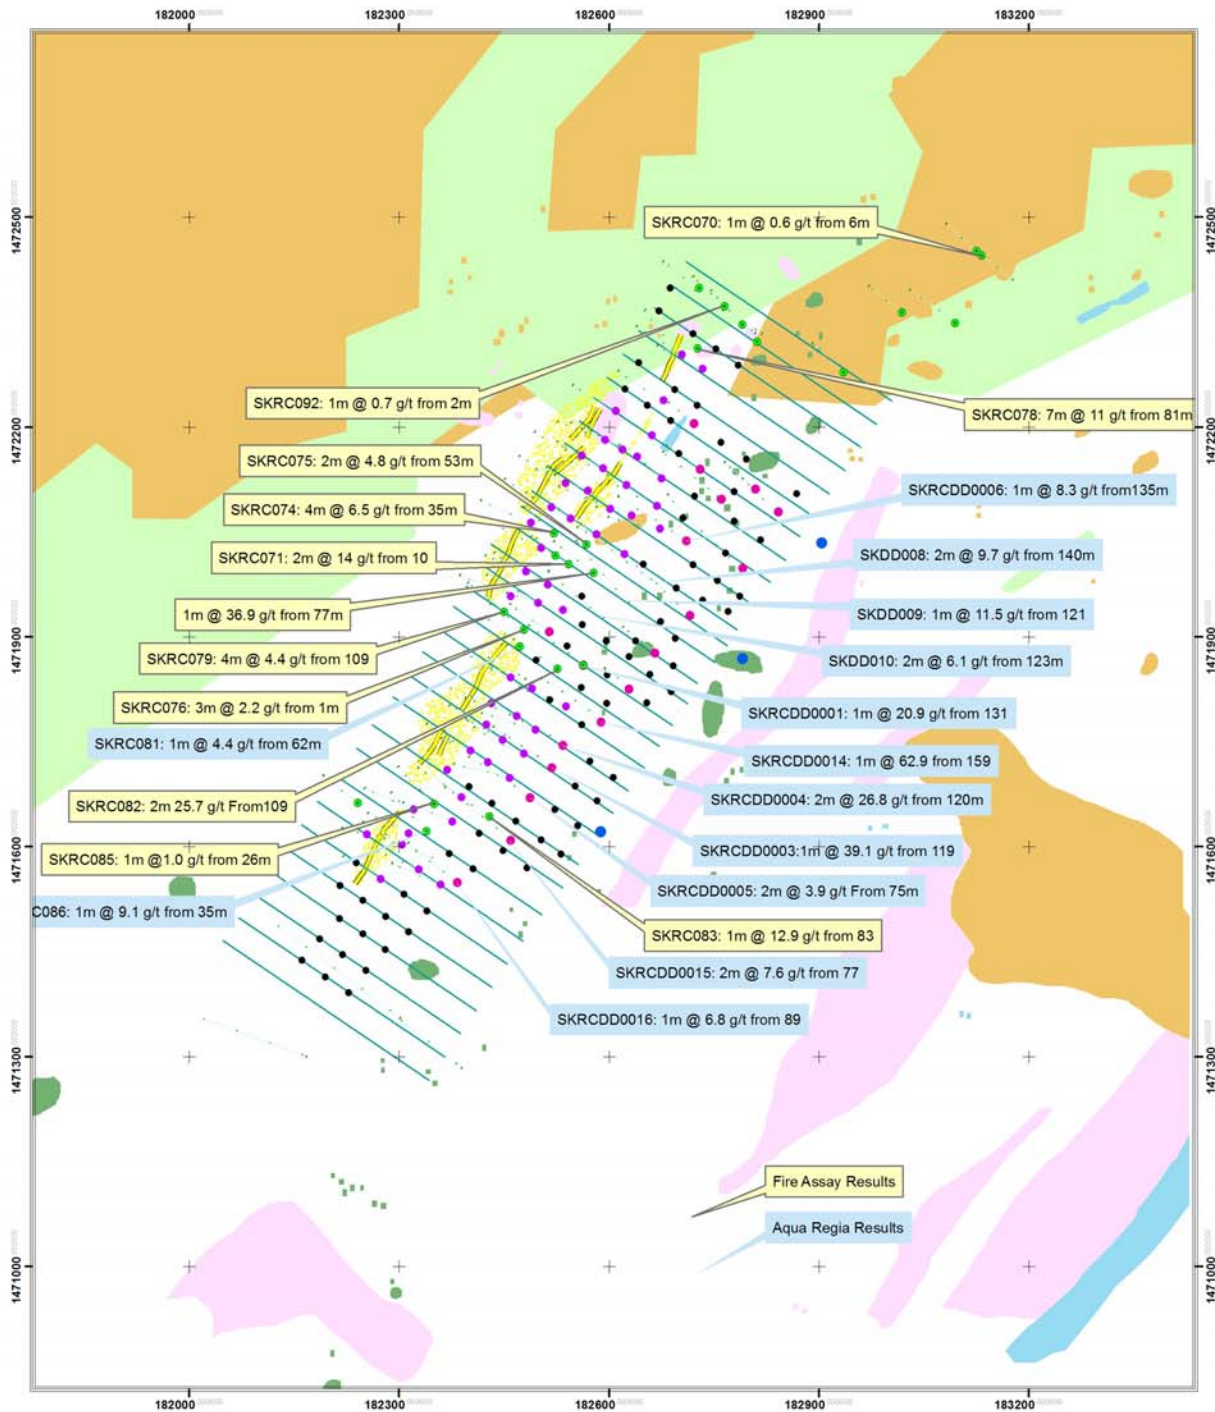 182000 182300 182600 182900 183200
1472500 1472500
SKRC070: 1m @ 0.6 g/t from 6m
SKRC092: 1m @ 0.7 g/t from 2m
SKRC078: 7m @ 11 g/t from 81m
1472200 1472200
SKRC075: 2m @ 4.8 g/t from 53m
SKRCDD0006: 1m @ 8.3 g/t from135m
SKRC074: 4m @ 6.5 g/t from 35m
SKRC071: 2m @ 14 g/t from 10
SKDD008: 2m @ 9.7 g/t from 140m
1m @ 36.9 g/t from 77m
SKDD009: 1m @ 11.5 g/t from 121
1471900 1471900
SKRC079: 4m @ 4.4 g/t from 109
SKDD010: 2m @ 6.1 g/t from 123m
SKRC076: 3m @ 2.2 g/t from 1m
SKRCDD0001: 1m @ 20.9 g/t from 131
SKRC081: 1m @ 4.4 g/t from 62m
SKRCDD0014: 1m @ 62.9 from 159
SKRCDD0004: 2m @ 26.8 g/t from 120m
SKRC082: 2m 25.7 g/t From109
1471600 1471600
SKRCDD0003:1m @ 39.1 g/t from 119
SKRC085: 1m @1.0 g/t from 26m
SKRCDD0005: 2m @ 3.9 g/t From 75m
C086: 1m @ 9.1 g/t from 35m
SKRC083: 1m @ 12.9 g/t from 83
SKRCDD0015: 2m @ 7.6 g/t from 77
SKRCDD0016: 1m @ 6.8 g/t from 89
1471300 1471300
Fire Assay Results
Aqua Regia Results
1471000 1471000
182000 182300 182600 182900 183200